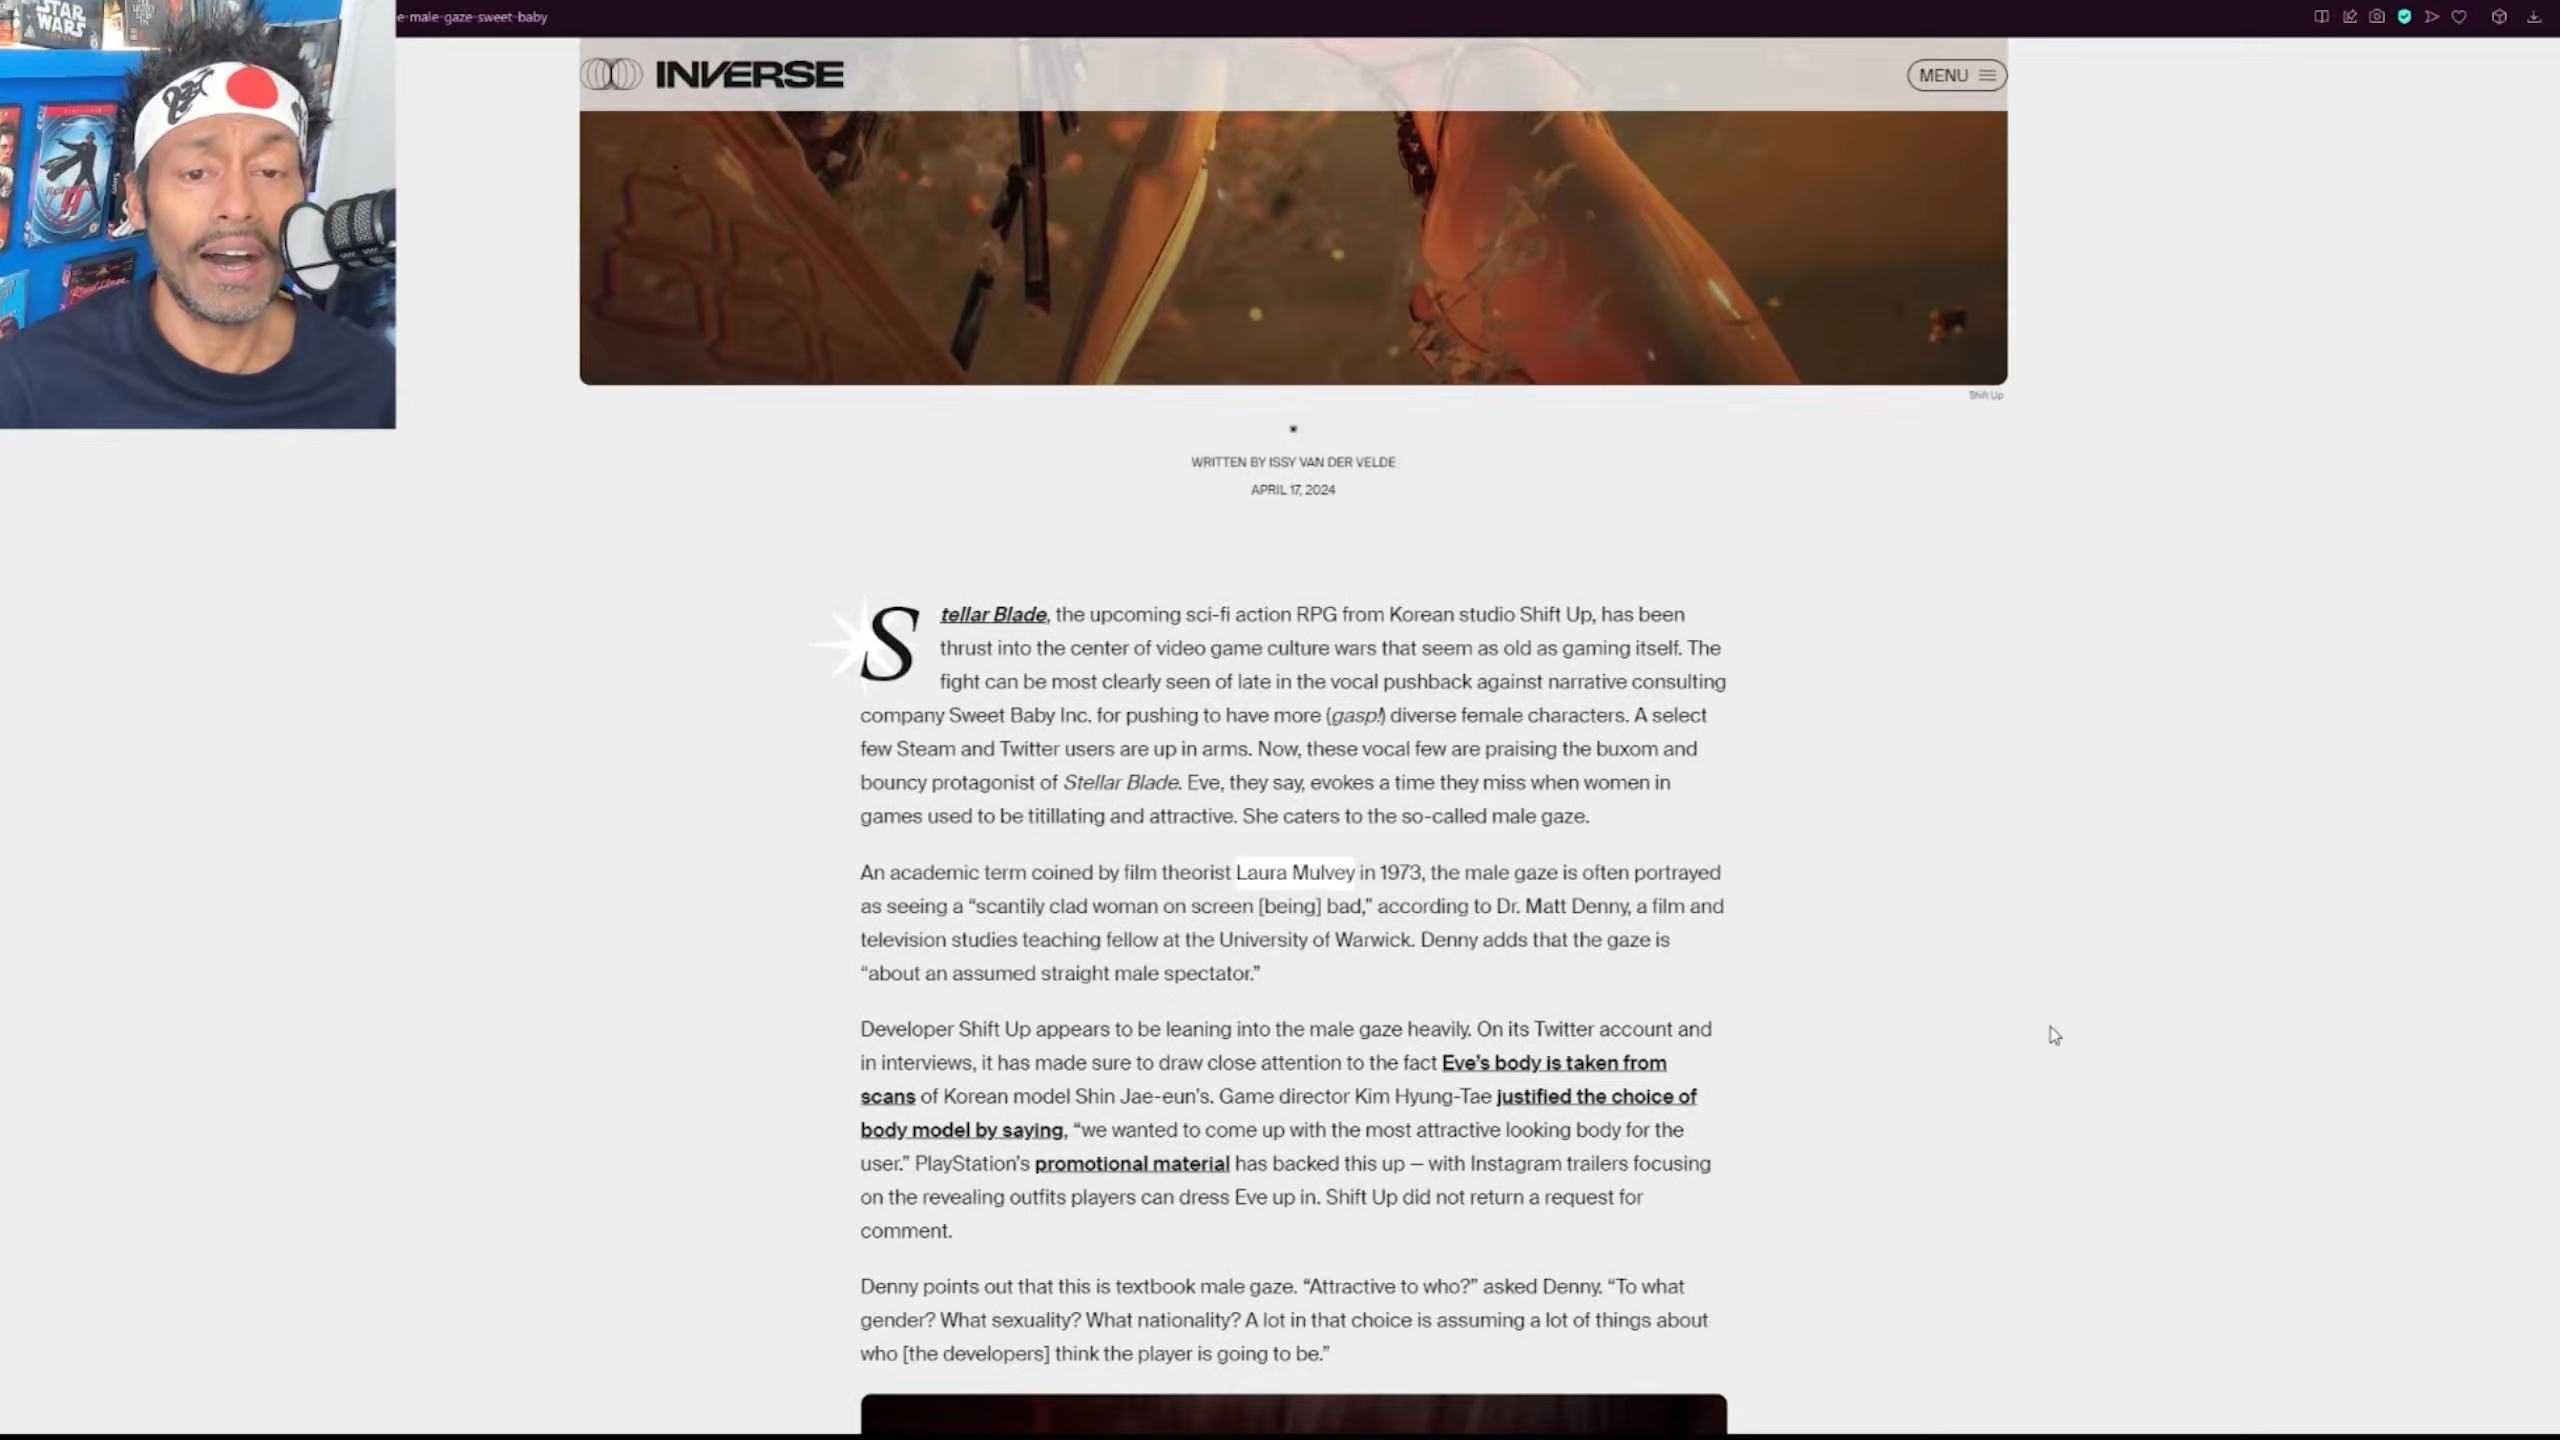 STAR
WARS
e-male-gaze-sweet-baby
INVERSE
MENU
Shift Up
WRITTEN BY ISSY VAN DER VELDE
APRIL 17, 2024
Stellar Blade, the upcoming sci-fi action RPG from Korean studio Shift Up, has been
thrust into the center of video game culture wars that seem as old as gaming itself. The
fight can be most clearly seen of late in the vocal pushback against narrative consulting
company Sweet Baby Inc. for pushing to have more (gasp!) diverse female characters. A select
few Steam and Twitter users are up in arms. Now, these vocal few are praising the buxom and
bouncy protagonist of Stellar Blade. Eve, they say, evokes a time they miss when women in
games used to be titillating and attractive. She caters to the so-called male gaze.
An academic term coined by film theorist Laura Mulvey in 1973, the male gaze is often portrayed
as seeing a “scantily clad woman on screen [being] bad,” according to Dr. Matt Denny, a film and
television studies teaching fellow at the University of Warwick. Denny adds that the gaze is
“about an assumed straight male spectator.”
Developer Shift Up appears to be leaning into the male gaze heavily. On its Twitter account and
in interviews, it has made sure to draw close attention to the fact Eve’s body is taken from
scans of Korean model Shin Jae-eun’s. Game director Kim Hyung-Tae justified the choice of
body model by saying, “we wanted to come up with the most attractive looking body for the
user.” PlayStation’s promotional material has backed this up — with Instagram trailers focusing
on the revealing outfits players can dress Eve up in. Shift Up did not return a request for
comment.
Denny points out that this is textbook male gaze. “Attractive to who?” asked Denny. “To what
gender? What sexuality? What nationality? A lot in that choice is assuming a lot of things about
who [the developers] think the player is going to be.”